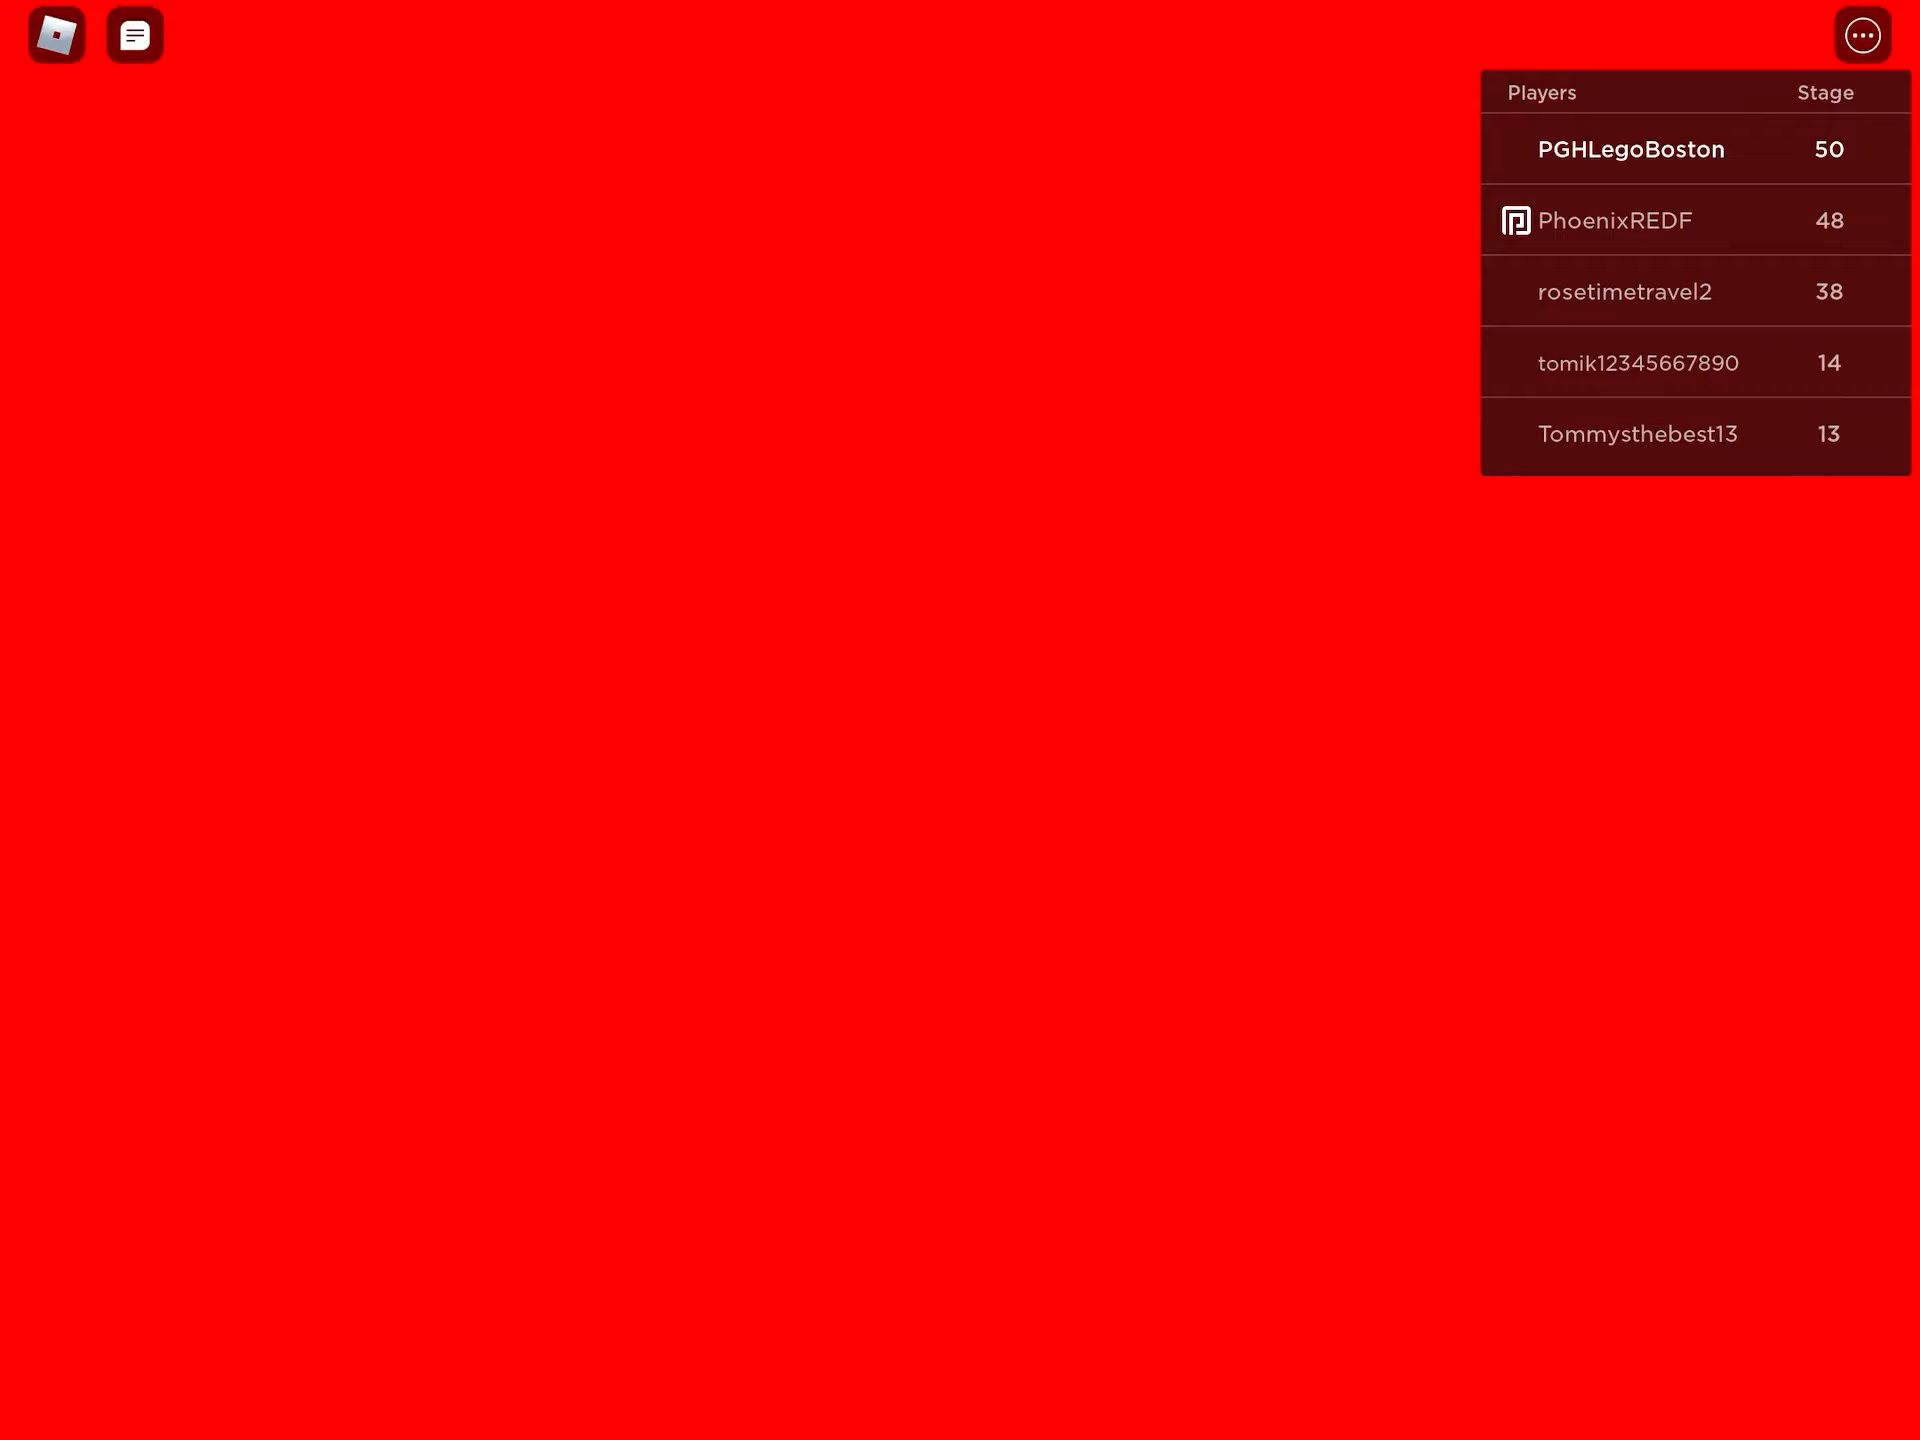 Players Stage
PGHLegoBoston 50
PhoenixREDF 48
rosetimetravel2 38
tomik12345667890 14
Tommysthebest13 13